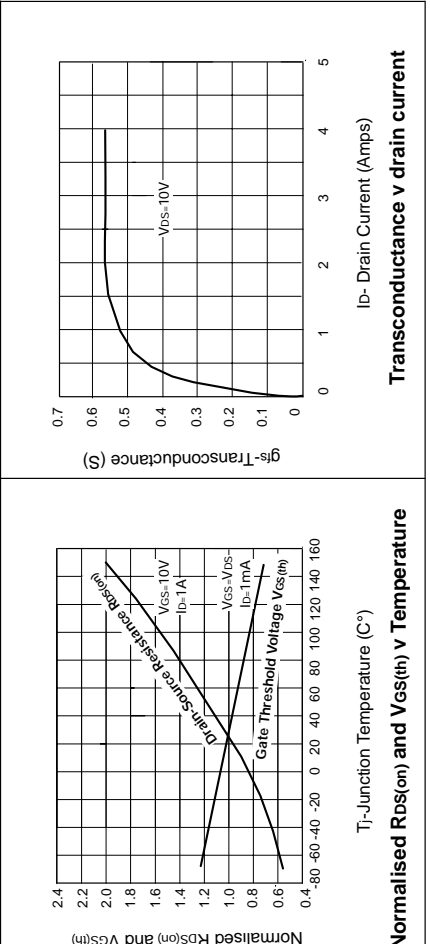 Normalised RDS(on) and VGS(th)
2.4
2.2
2.0
1.8
1.6
1.4
1.2
1.0
0.8
0.6
0.4
Drain-Source Resistance RDS(on)
VGS=10V
ID=1A
VGS=VDS
ID=1mA
Gate Threshold Voltage VGS(th)
-80 -60 -40 -20 0 20 40 60 80 100 120 140 160
Tj-Junction Temperature (C°)
Normalised RDS(on) and VGS(th) v Temperature
gfs-Transconductance (S)
0.7
0.6
0.5
0.4
0.3
0.2
0.1
0
VDS=10V
0 1 2 3 4 5
ID- Drain Current (Amps)
Transconductance v drain current